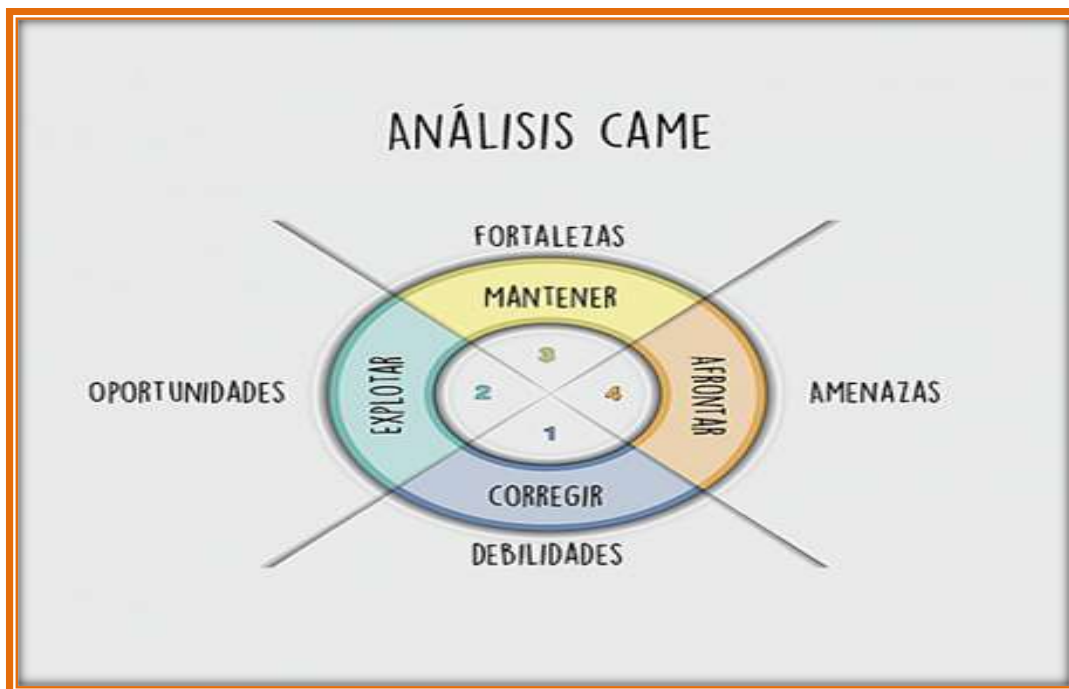 ANÁLISIS CAME
FORTALEZAS
MANTENER
3
OPORTUNIDADES
EXPLOTAR
2
4
AFRONTAR
AMENAZAS
1
CORREGIR
DEBILIDADES